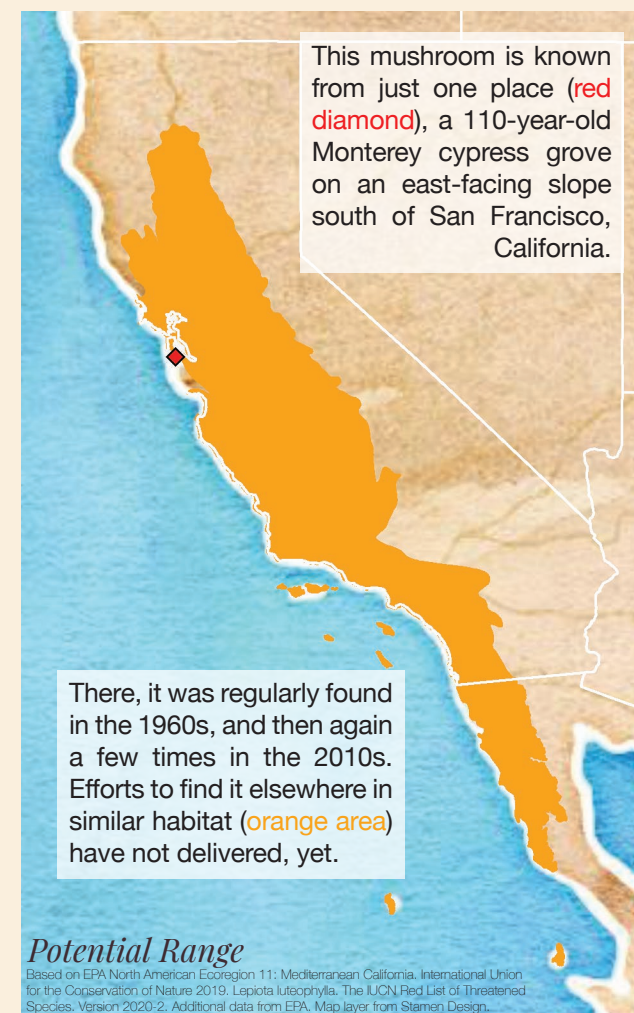 This mushroom is known
from just one place (red
diamond), a 110-year-old
Monterey cypress grove
on an east-facing slope
south of San Francisco,
California.
There, it was regularly found
in the 1960s, and then again
a few times in the 2010s.
Efforts to find it elsewhere in
similar habitat (orange area)
have not delivered, yet.
Potential Range
Based on EPA North American Ecoregion 11: Mediterranean California. International Union
for the Conservation of Nature 2019. Lepiota luteophylla. The IUCN Red List of Threatened
Species. Version 2020-2. Additional data from EPA. Map layer from Stamen Design.